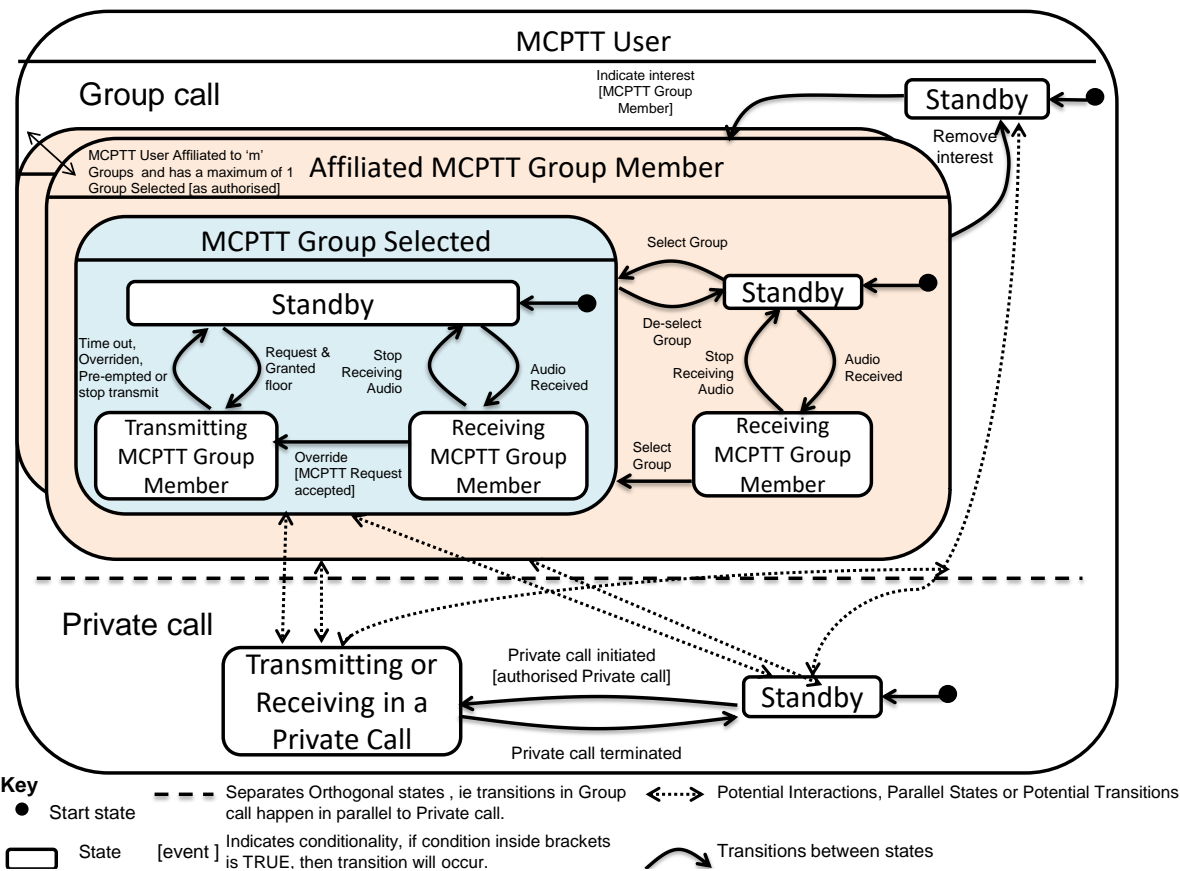 MCPTT User
Group call
Indicate interest
[MCPTT Group
Member]
Standby
Remove
interest
MCPTT User Affiliated to ‘m’
Groups and has a maximum of 1
Group Selected [as authorised]
Affiliated MCPTT Group Member
MCPTT Group Selected
Select Group
Standby
Standby
De-select
Group
Time out,
Overriden,
Pre-empted or
stop transmit
Request &
Granted
floor
Stop
Receiving
Audio
Audio
Received
Stop
Receiving
Audio
Audio
Received
Transmitting
MCPTT Group
Member
Override
[MCPTT Request
accepted]
Receiving
MCPTT Group
Member
Select
Group
Receiving
MCPTT Group
Member
Private call
Transmitting or
Receiving in a
Private Call
Private call initiated
[authorised Private call]
Standby
Private call terminated
Key
Start state
Separates Orthogonal states , ie transitions in Group
call happen in parallel to Private call.
Potential Interactions, Parallel States or Potential Transitions
State
[event ]
Indicates conditionality, if condition inside brackets
is TRUE, then transition will occur.
Transitions between states